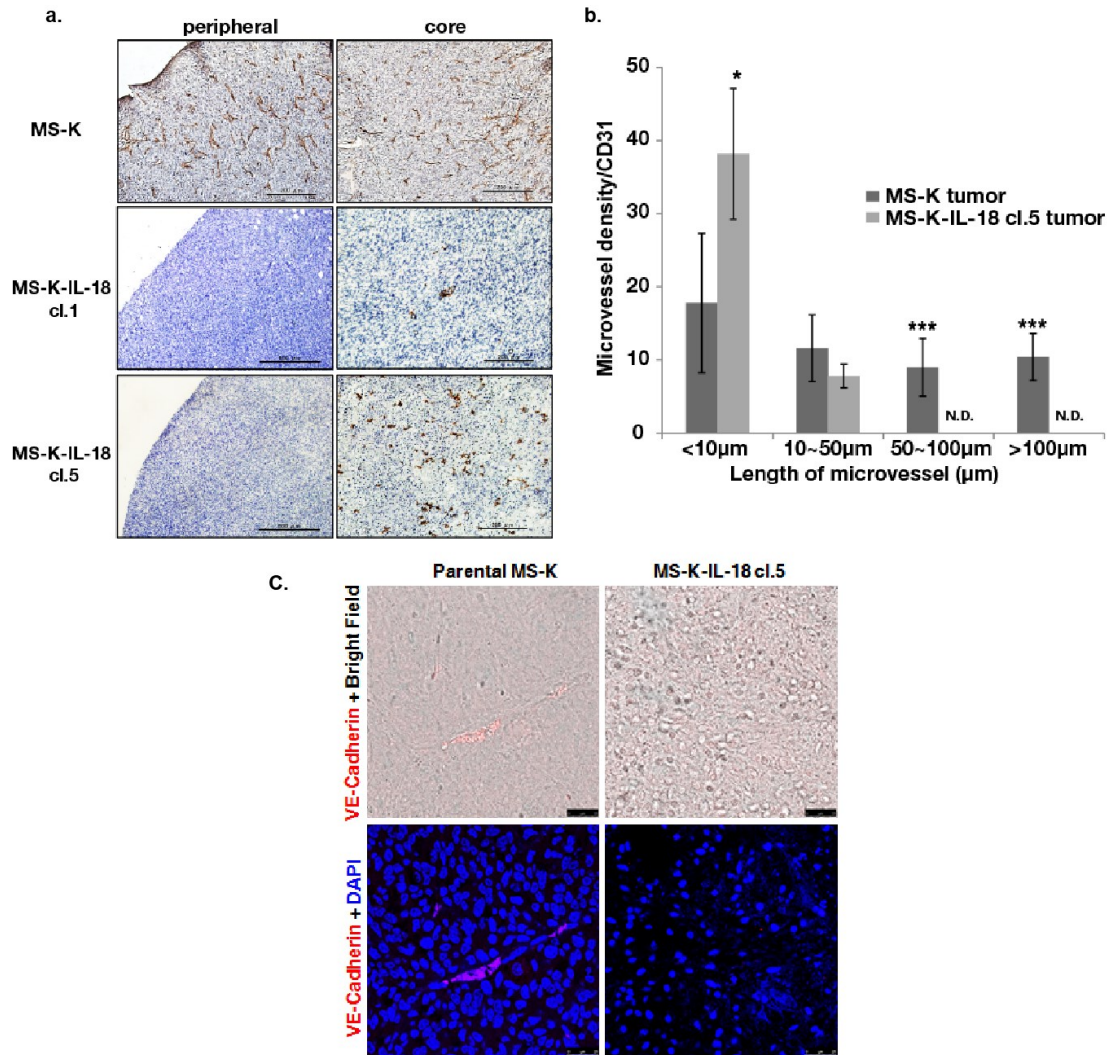 a.
peripheral
core
MS-K
MS-K-IL-18
cl.1
MS-K-IL-18
cl.5
b.
Microvessel density/CD31
50
40
30
20
10
0
*
***
***
N.D.
N.D.
MS-K tumor
MS-K-IL-18 cl.5 tumor
<10μm
10~50μm
50~100μm
>100μm
Length of microvessel (μm)
C.
Parental MS-K
MS-K-IL-18 cl.5
VE-Cadherin + Bright Field
VE-Cadherin + DAPI